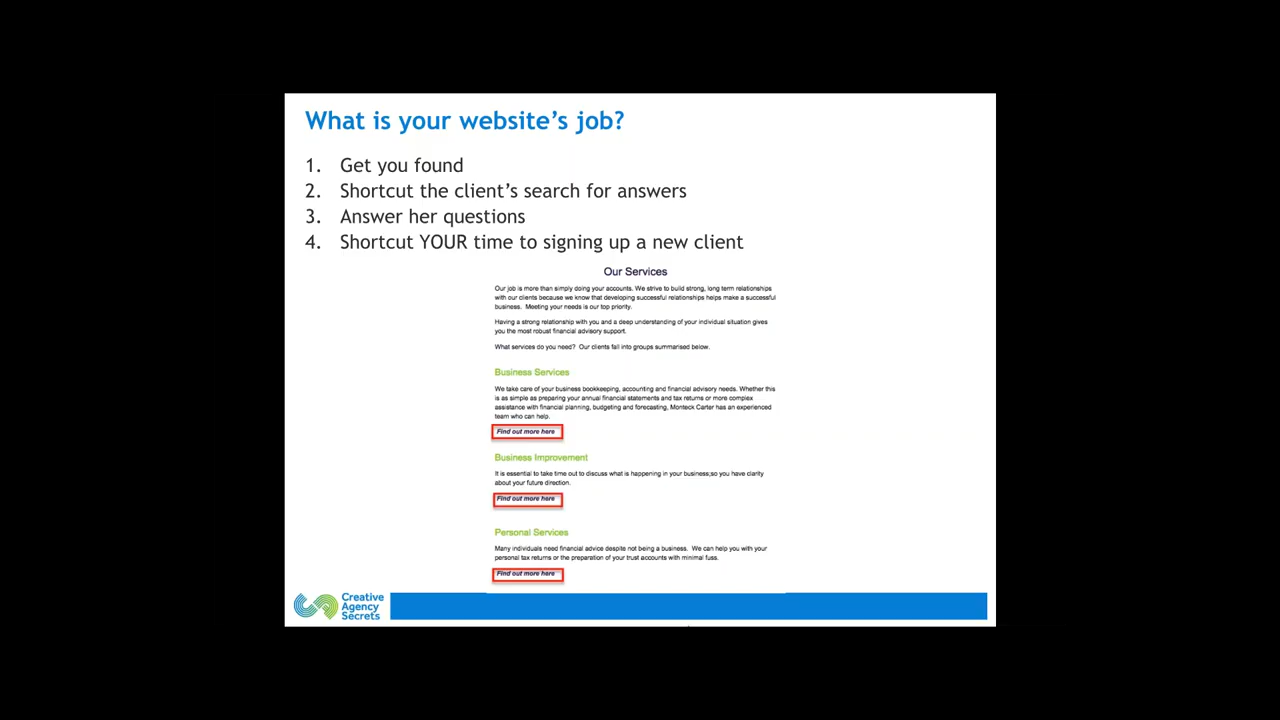 What is your website's job?
1. Get you found
2. Shortcut the client's search for answers
3. Answer her questions
4. Shortcut YOUR time to signing up a new client
Our Services
Our job is more than simply doing your accounts. We strive to build strong, long term relationships
with our clients because we know that developing successful relationships helps make a successful
business. Meeting your needs is our top priority.
Having a strong relationship with you and a deep understanding of your individual situation gives
you the most robust financial advisory support.
What services do you need? Our clients fall into groups summarised below.
Business Services
We take care of your business bookkeeping, accounting and financial advisory needs. Whether this
is as simple as preparing your annual financial statements and tax returns or more complex
assistance with financial planning, budgeting and forecasting, Monteck Carter has an experienced
team who can help.
Find out more here
Business Improvement
It is essential to take time out to discuss what is happening in your business;so you have clarity
about your future direction.
Find out more here
Personal Services
Many individuals need financial advice despite not being a business. We can help you with your
personal tax returns or the preparation of your trust accounts with minimal fuss.
Find out more here
Creative
Agency
Secrets